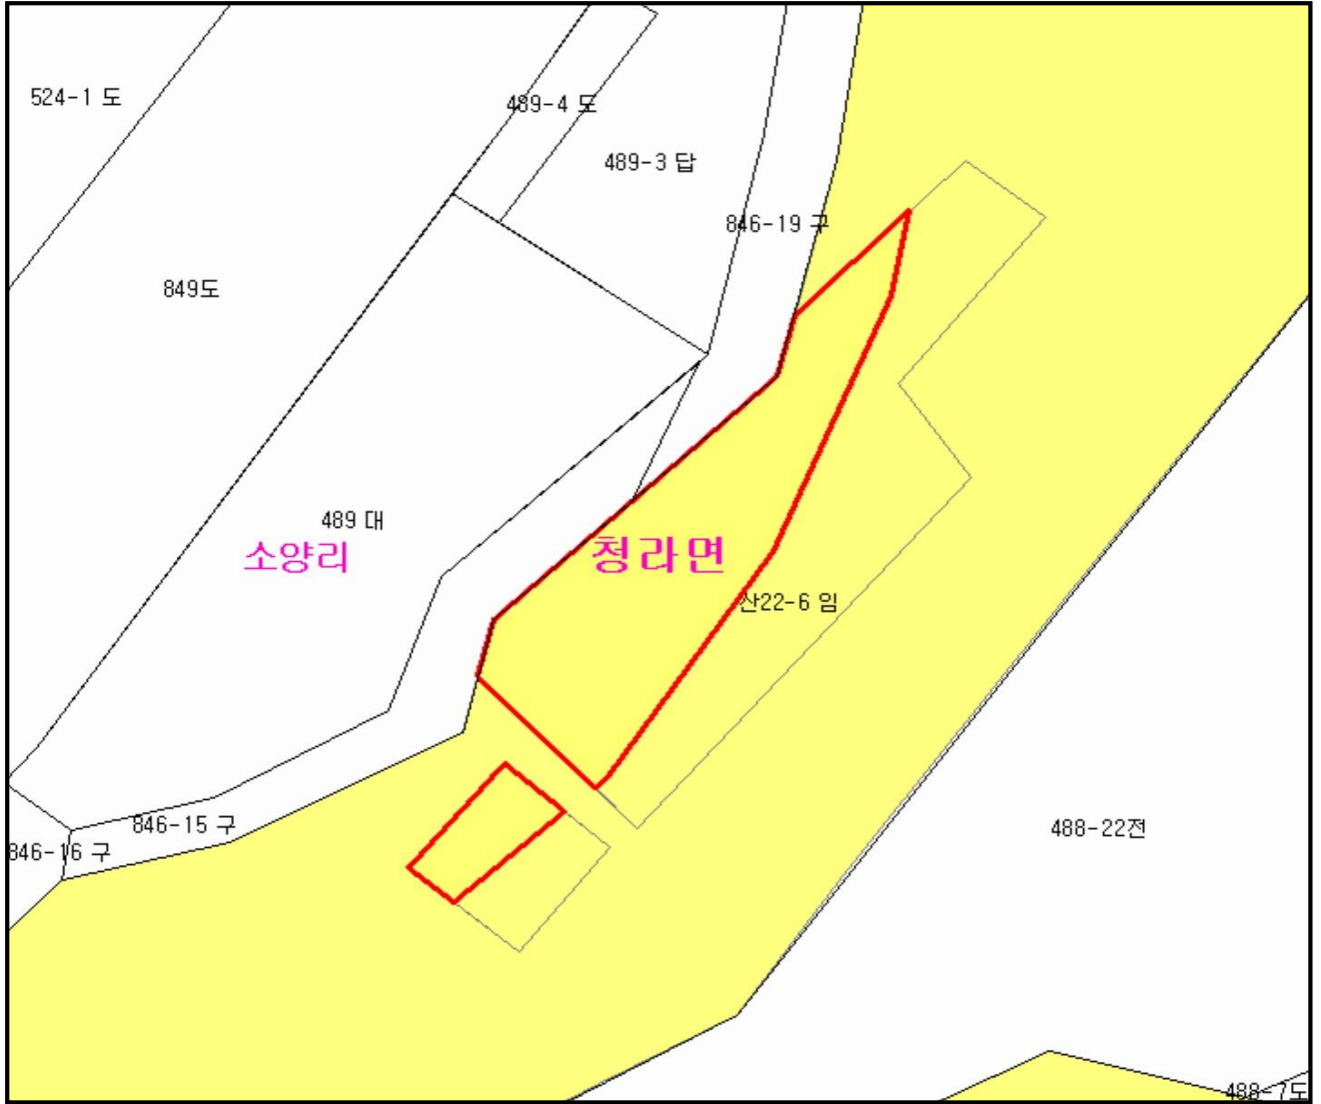 524-1 도
489-4 도
489-3 답
846-19 구
849도
489 대
소양리
청라면
산22-6 임
846-15 구
846-16 구
488-22전
488-7도